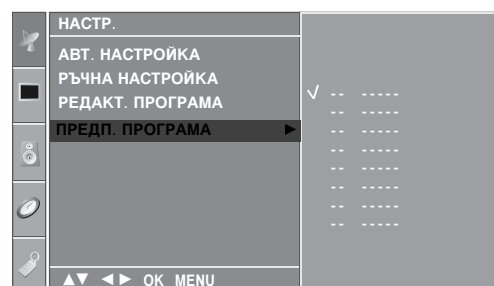 НАСТР.
АВТ. НАСТРОЙКА
РЪЧНА НАСТРОЙКА
РЕДАКТ. ПРОГРАМА
ПРЕДП. ПРОГРАМА ►
√ -- -----
-- -----
-- -----
-- -----
-- -----
-- -----
-- -----
-- -----
▲▼ ◄► OK MENU